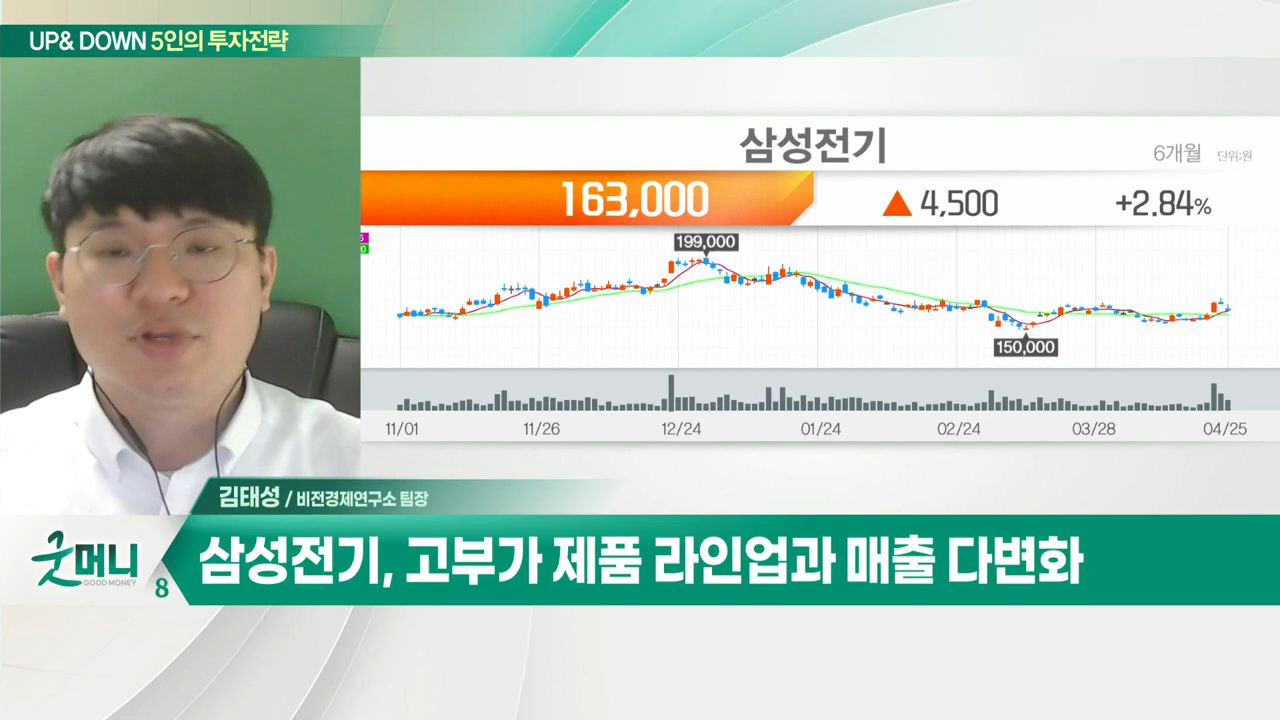 UP& DOWN 5인의 투자전략
삼성전기
6개월 단위:원
163,000 ▲ 4,500 +2.84%
199,000
150,000
11/01 11/26 12/24 01/24 02/24 03/28 04/25
김태성 / 비전경제연구소 팀장
굿머니
GOOD MONEY
8
삼성전기, 고부가 제품 라인업과 매출 다변화